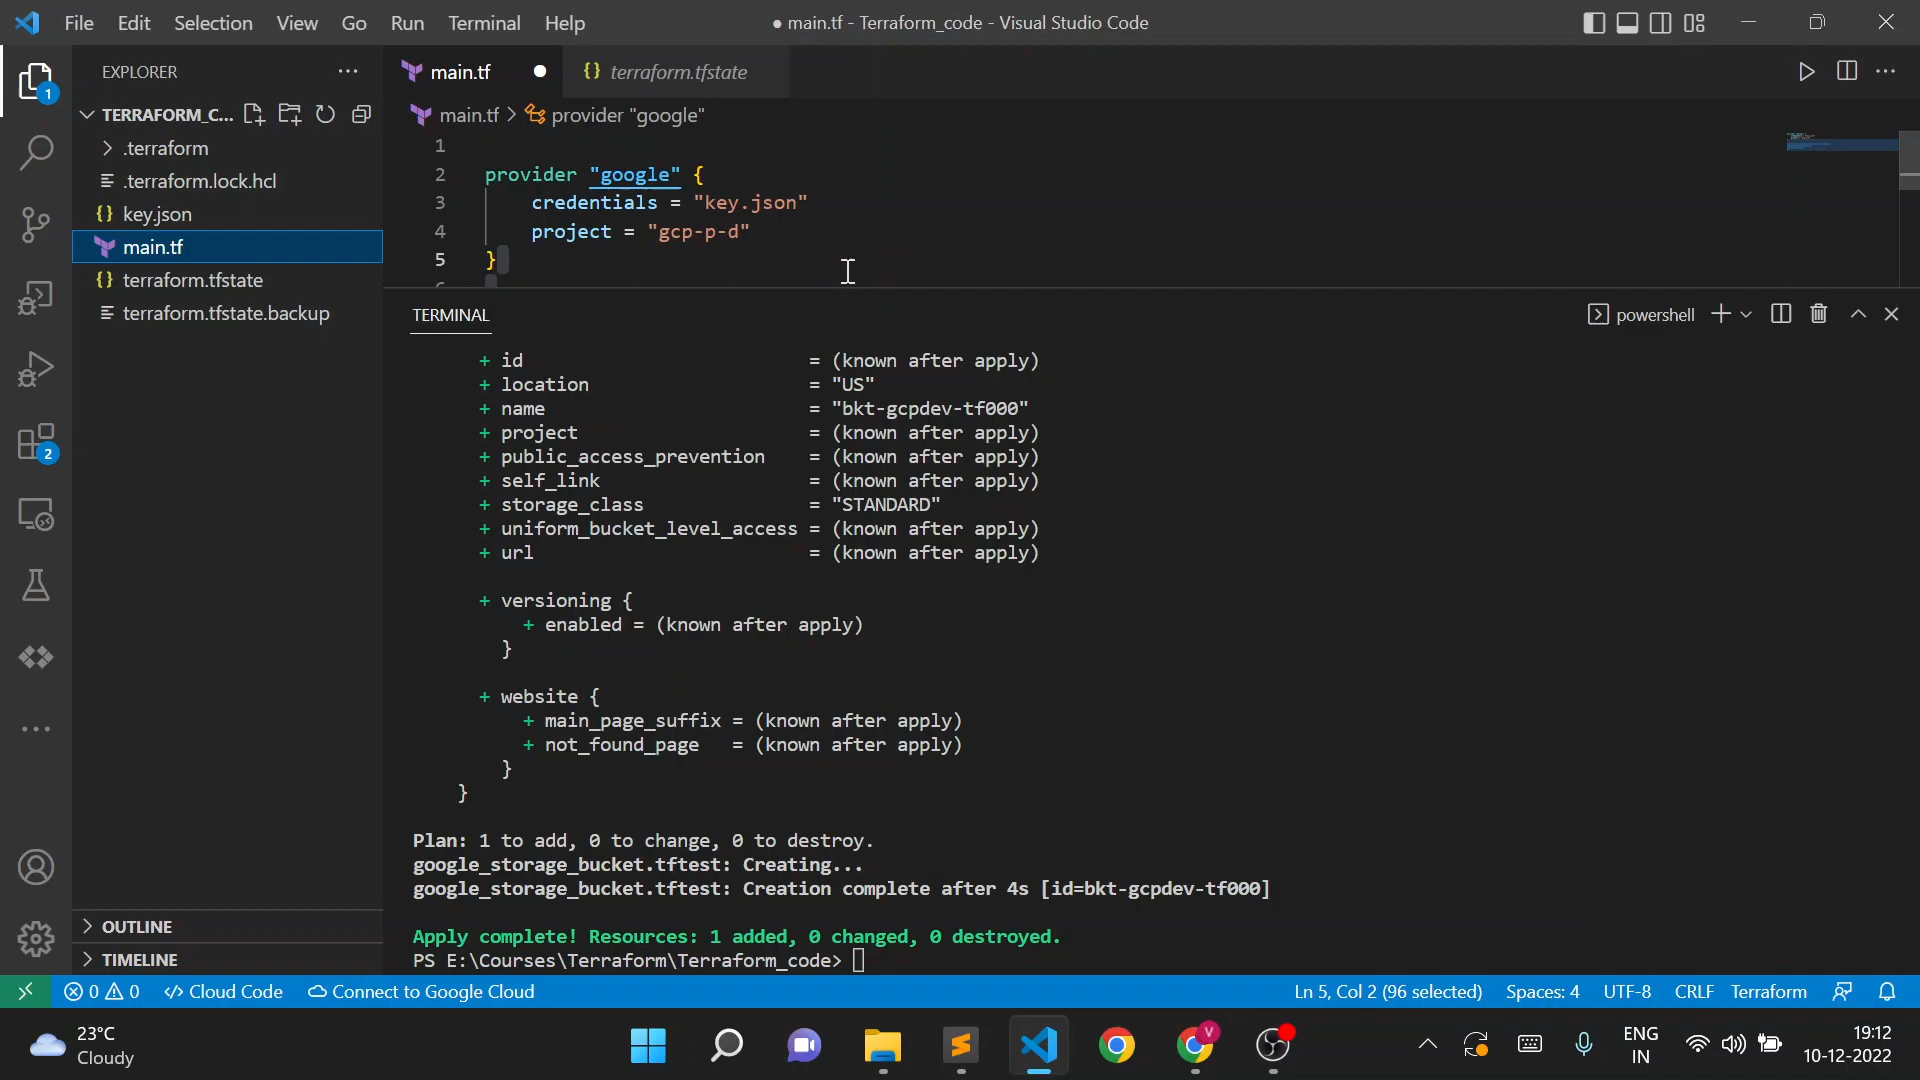 File Edit Selection View Go Run Terminal Help
● main.tf - Terraform_code - Visual Studio Code
EXPLORER
TERRAFORM_C...
.terraform
.terraform.lock.hcl
key.json
main.tf
terraform.tfstate
terraform.tfstate.backup
OUTLINE
TIMELINE
1
2
main.tf
terraform.tfstate
main.tf > provider "google"
1
2 provider "google" {
3 credentials = "key.json"
4 project = "gcp-p-d"
5 }
TERMINAL
powershell
+ id = (known after apply)
+ location = "US"
+ name = "bkt-gcpdev-tf000"
+ project = (known after apply)
+ public_access_prevention = (known after apply)
+ self_link = (known after apply)
+ storage_class = "STANDARD"
+ uniform_bucket_level_access = (known after apply)
+ url = (known after apply)
+ versioning {
+ enabled = (known after apply)
}
+ website {
+ main_page_suffix = (known after apply)
+ not_found_page = (known after apply)
}
}
Plan: 1 to add, 0 to change, 0 to destroy.
google_storage_bucket.tftest: Creating...
google_storage_bucket.tftest: Creation complete after 4s [id=bkt-gcpdev-tf000]
Apply complete! Resources: 1 added, 0 changed, 0 destroyed.
PS E:\Courses\Terraform\Terraform_code>
0 0 Cloud Code Connect to Google Cloud
Ln 5, Col 2 (96 selected) Spaces: 4 UTF-8 CRLF Terraform
23°C
Cloudy
V
ENG
IN
19:12
10-12-2022